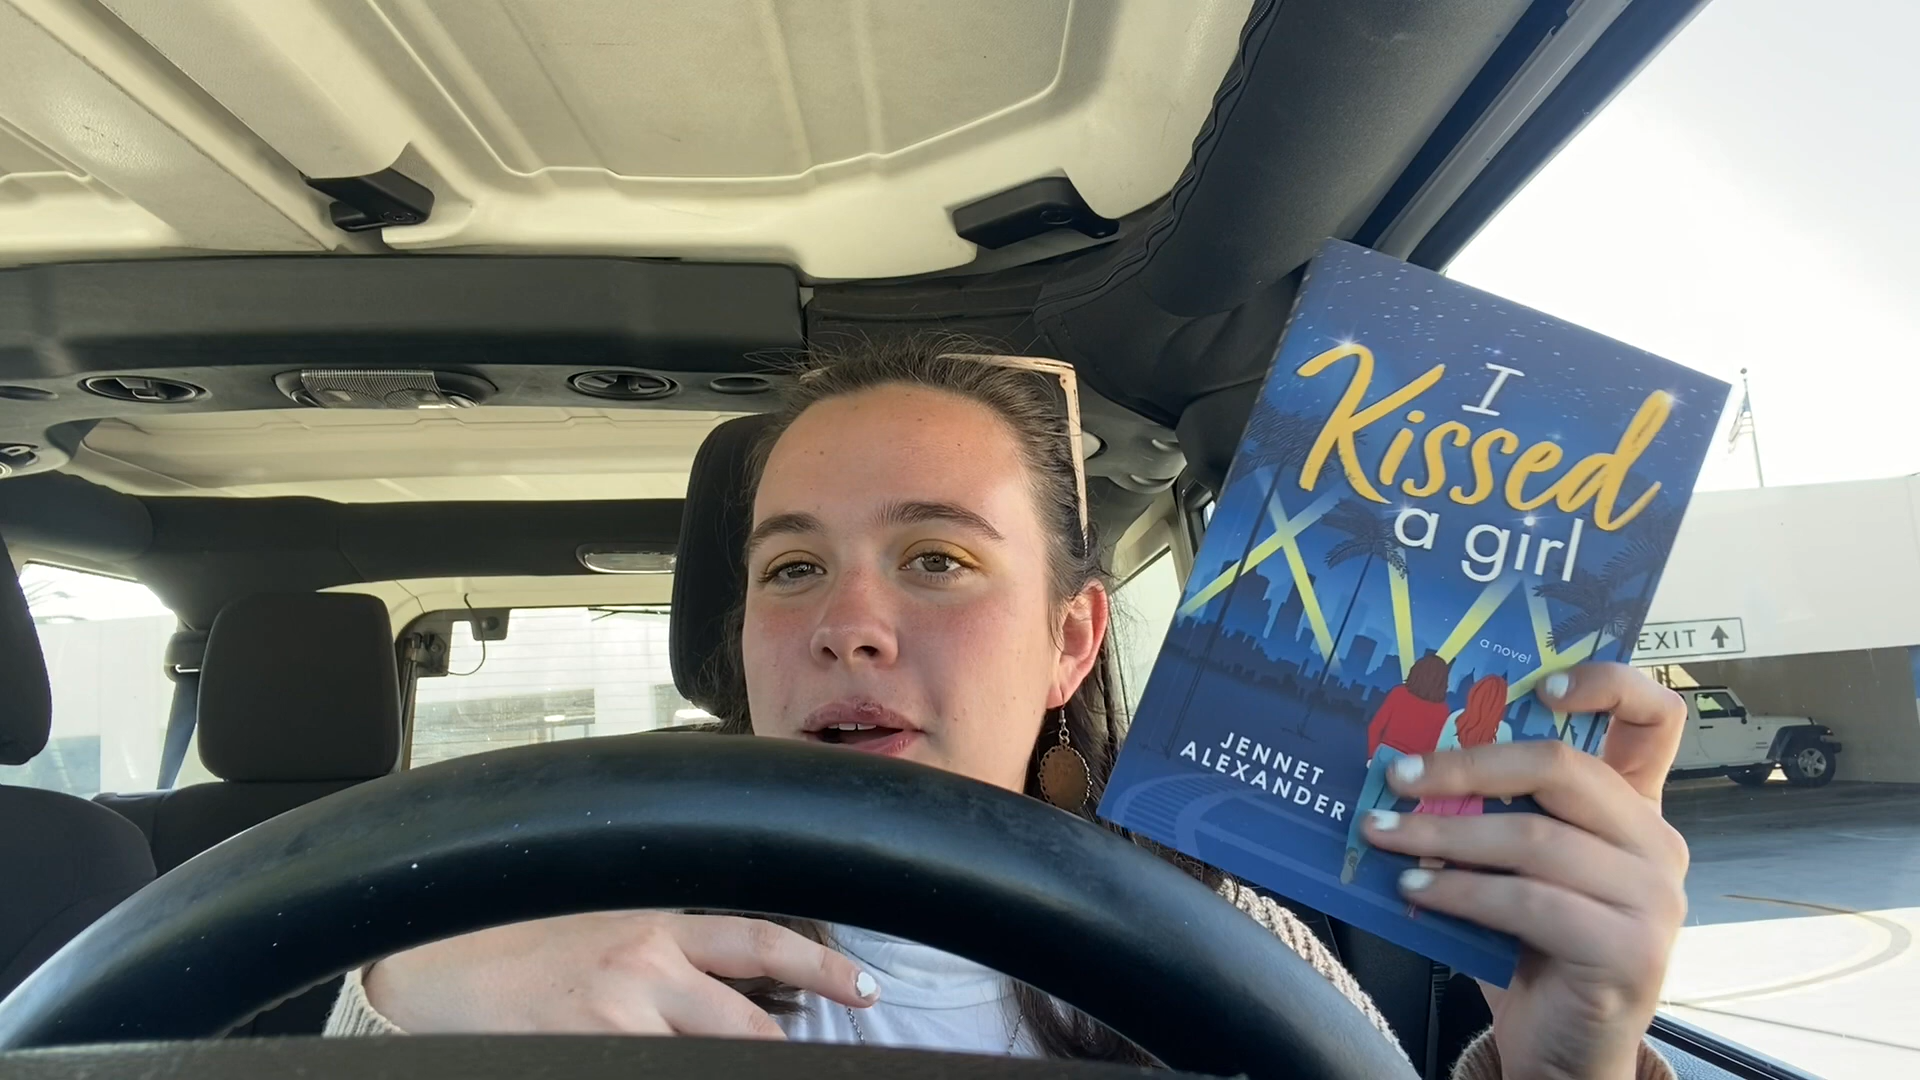 I
Kissed
a girl
a novel
JENNET
ALEXANDER
EXIT